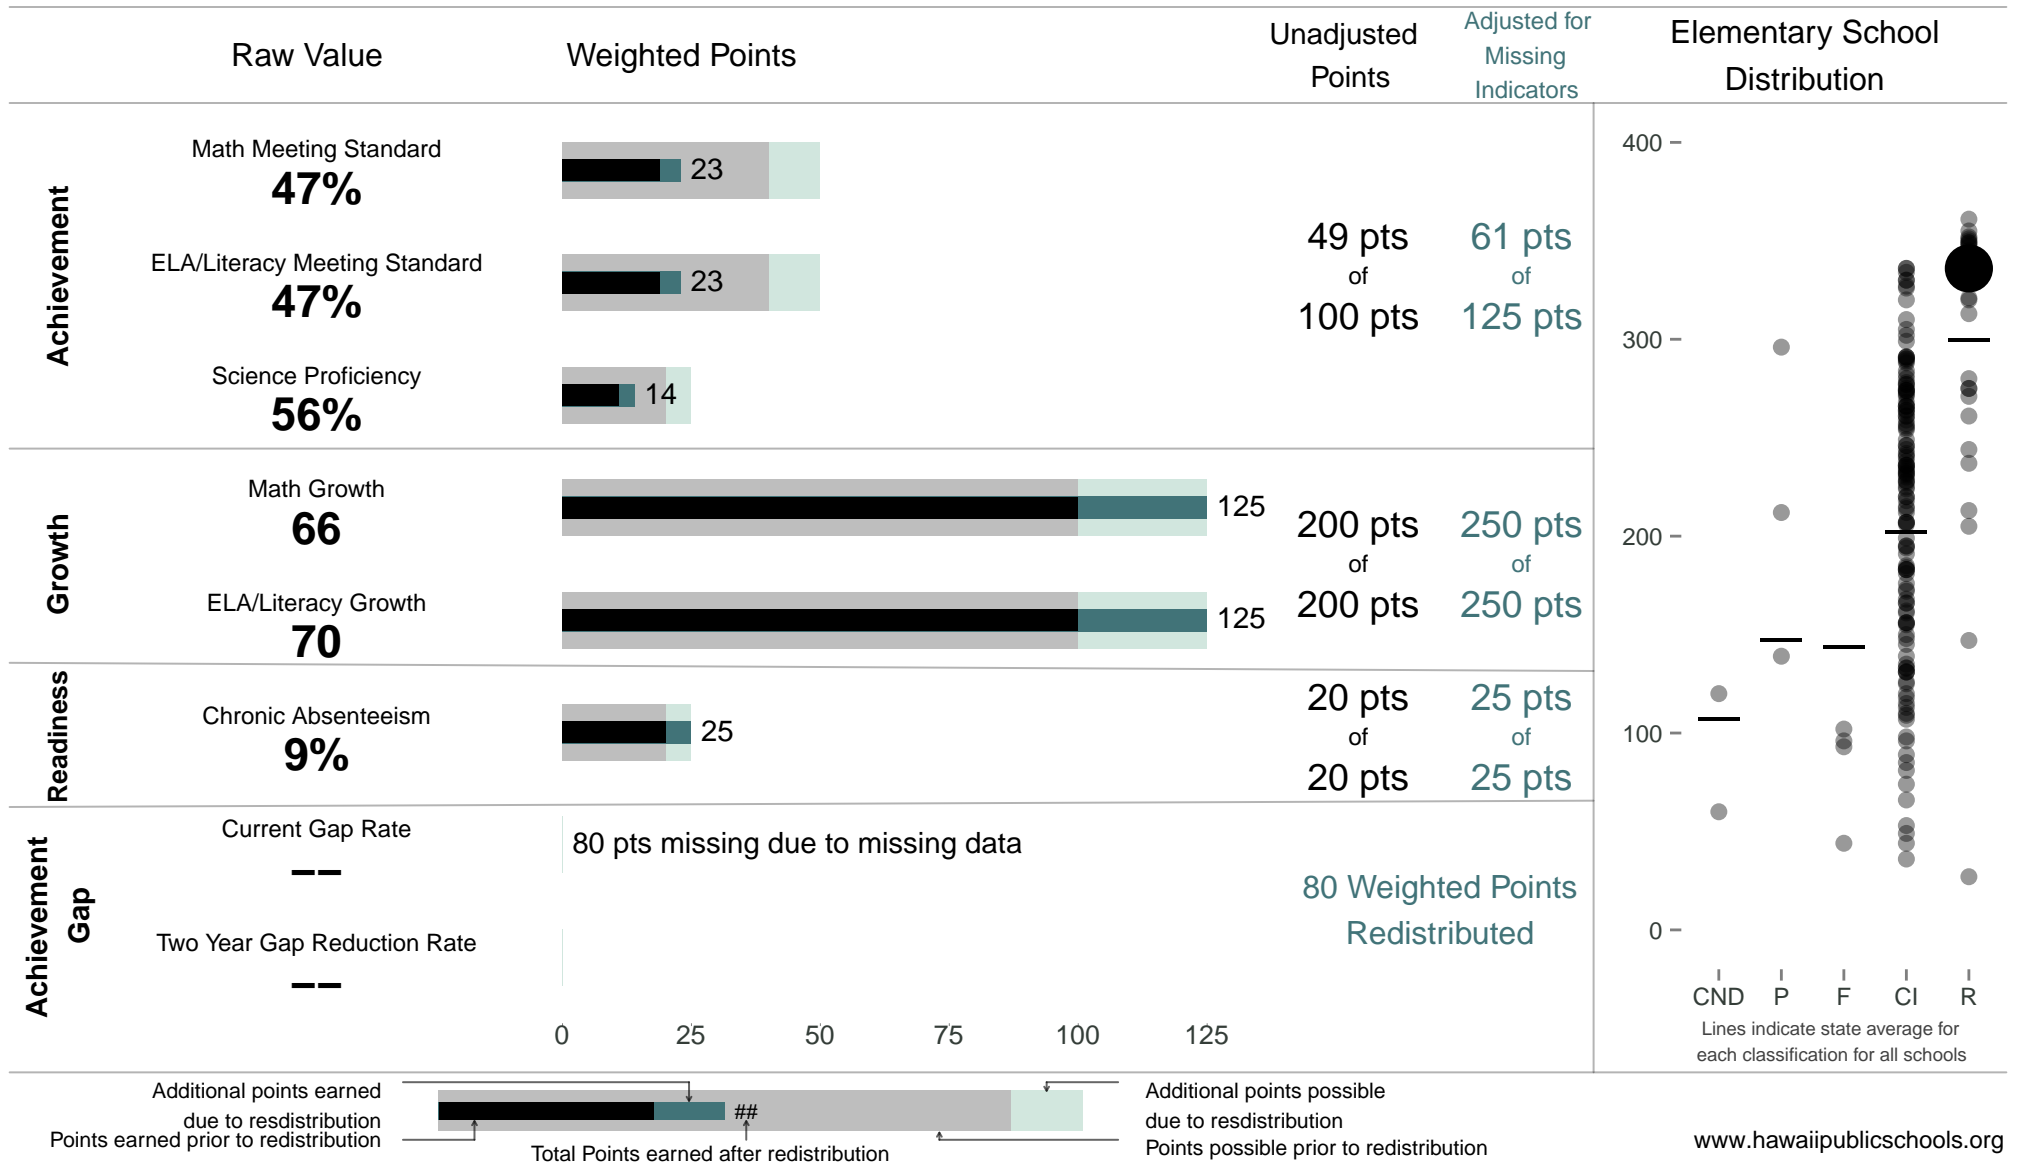 Raw Value
Weighted Points
Unadjusted
Points
Adjusted for
Missing
Indicators
Elementary School
Distribution
Achievement
Math Meeting Standard
47%
23
ELA/Literacy Meeting Standard
47%
23
Science Proficiency
56%
14
49 pts
of
100 pts
61 pts
of
125 pts
Growth
Math Growth
66
125
ELA/Literacy Growth
70
125
200 pts
of
200 pts
250 pts
of
250 pts
Readiness
Chronic Absenteeism
9%
25
20 pts
of
20 pts
25 pts
of
25 pts
Achievement
Gap
Current Gap Rate
--
80 pts missing due to missing data
Two Year Gap Reduction Rate
--
80 Weighted Points
Redistributed
0 25 50 75 100 125
400
300
200
100
0
CND P F CI R
Lines indicate state average for
each classification for all schools
Additional points earned
due to resdistribution
Points earned prior to redistribution
##
Total Points earned after redistribution
Additional points possible
due to resdistribution
Points possible prior to redistribution
www.hawaiipublicschools.org